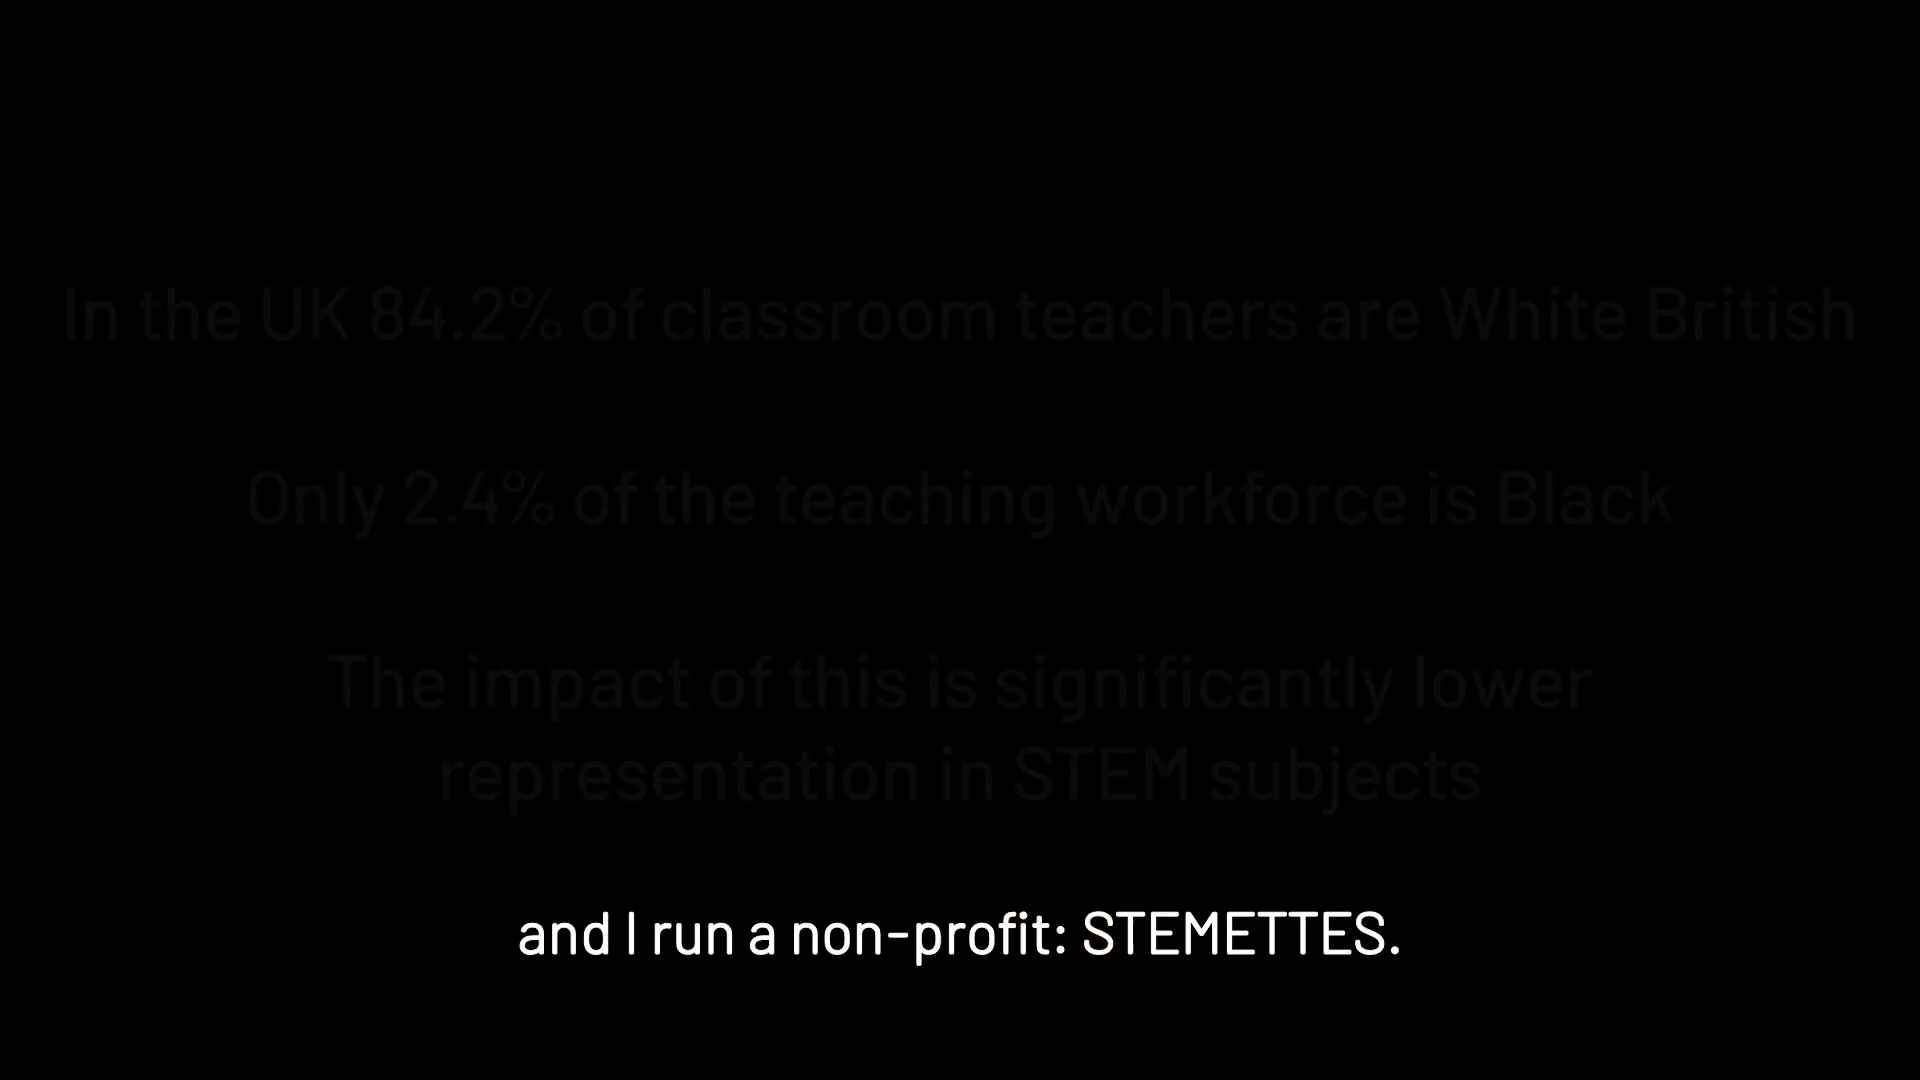 In the UK 84.2% of classroom teachers are White British
Only 2.4% of the teaching workforce is Black
The impact of this is significantly lower
representation in STEM subjects
and I run a non-profit: STEMETTES.